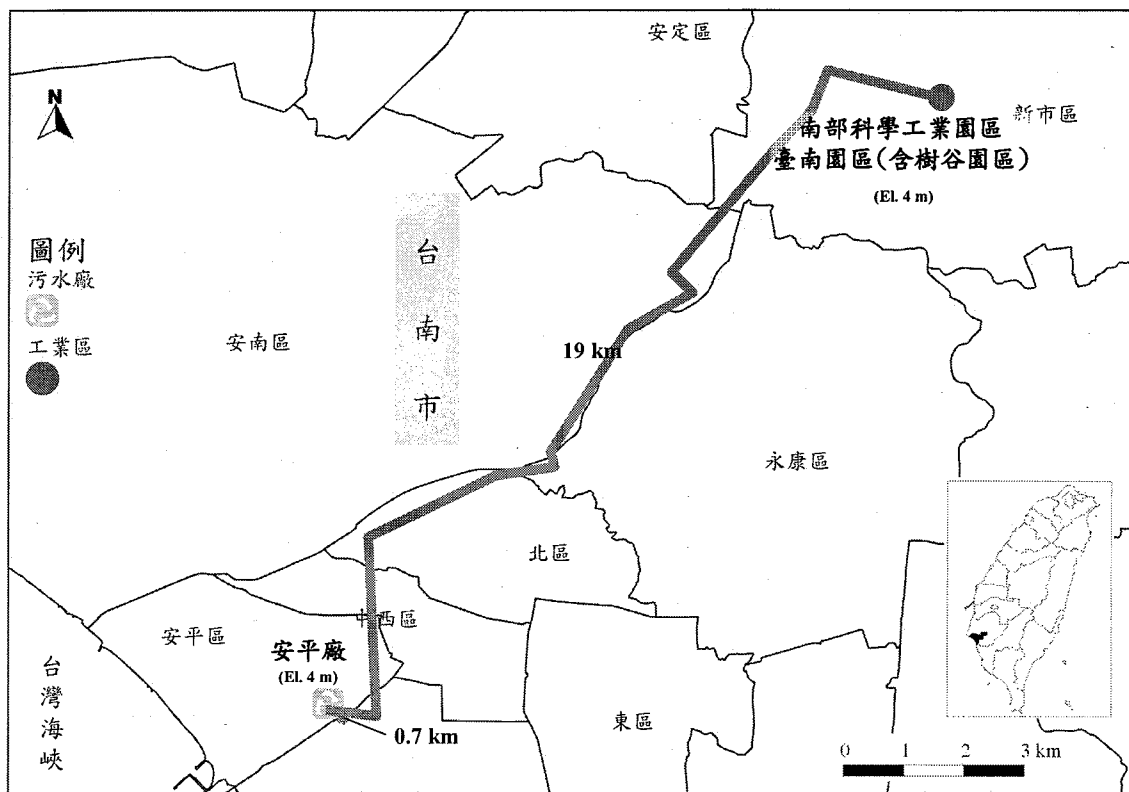 安定區
N
新市區
南部科學工業園區
臺南園區(含樹谷園區)
(El. 4 m)
圖例
污水廠
工業區
台南市
安南區
19 km
永康區
北區
中西區
安平區
安平廠
(El. 4 m)
台灣海峽
東區
0.7 km
0 1 2 3 km